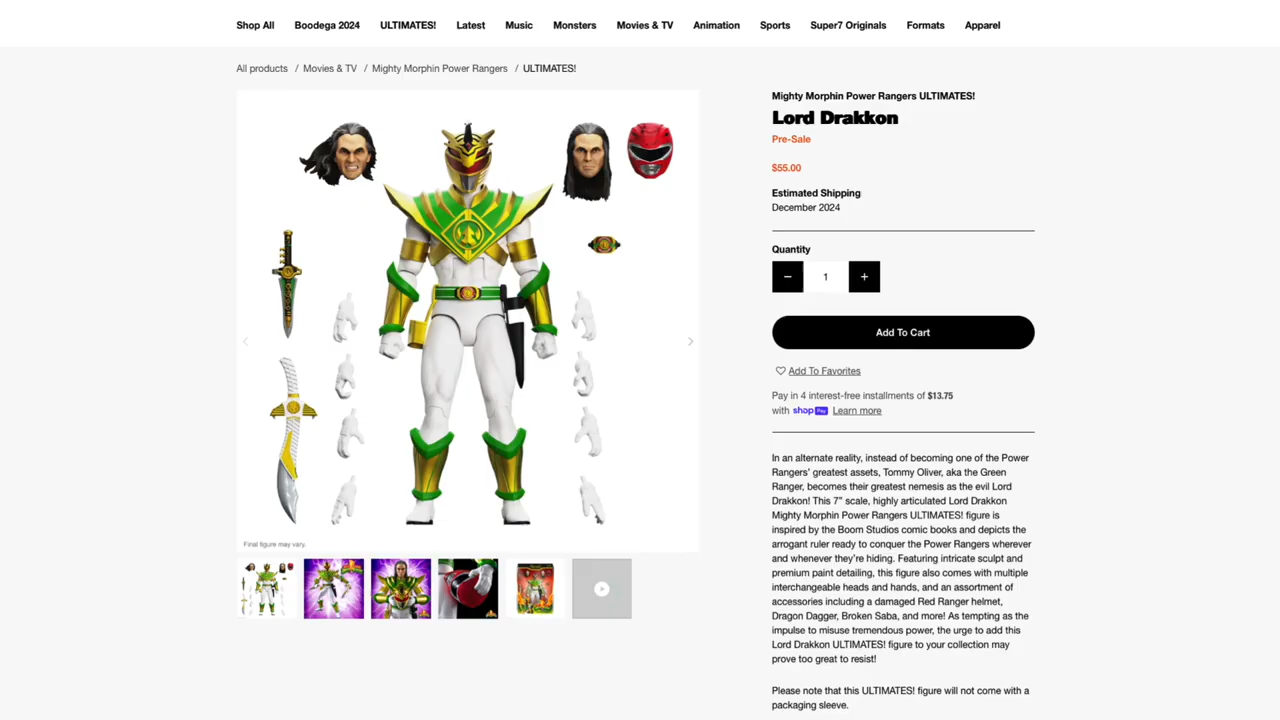 Shop All Boodega 2024 ULTIMATES! Latest Music Monsters Movies & TV Animation Sports Super7 Originals Formats Apparel
All products / Movies & TV / Mighty Morphin Power Rangers / ULTIMATES!
Mighty Morphin Power Rangers ULTIMATES!
Lord Drakkon
Pre-Sale
$55.00
Estimated Shipping
December 2024
Quantity
− 1 +
Add To Cart
Add To Favorites
Pay in 4 interest-free installments of $13.75
with shop Pay Learn more
In an alternate reality, instead of becoming one of the Power
Rangers' greatest assets, Tommy Oliver, aka the Green
Ranger, becomes their greatest nemesis as the evil Lord
Drakkon! This 7” scale, highly articulated Lord Drakkon
Mighty Morphin Power Rangers ULTIMATES! figure is
inspired by the Boom Studios comic books and depicts the
arrogant ruler ready to conquer the Power Rangers wherever
and whenever they're hiding. Featuring intricate sculpt and
premium paint detailing, this figure also comes with multiple
interchangeable heads and hands, and an assortment of
accessories including a damaged Red Ranger helmet,
Dragon Dagger, Broken Saba, and more! As tempting as the
impulse to misuse tremendous power, the urge to add this
Lord Drakkon ULTIMATES! figure to your collection may
prove too great to resist!
Please note that this ULTIMATES! figure will not come with a
packaging sleeve.
Final figure may vary.